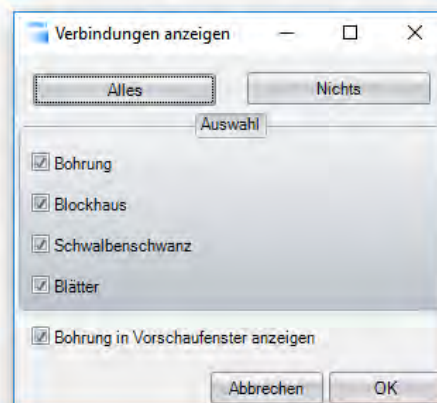 Verbindungen anzeigen
Alles Nichts
Auswahl
Bohrung
Blockhaus
Schwalbenschwanz
Blätter
Bohrung in Vorschaufenster anzeigen
Abbrechen OK